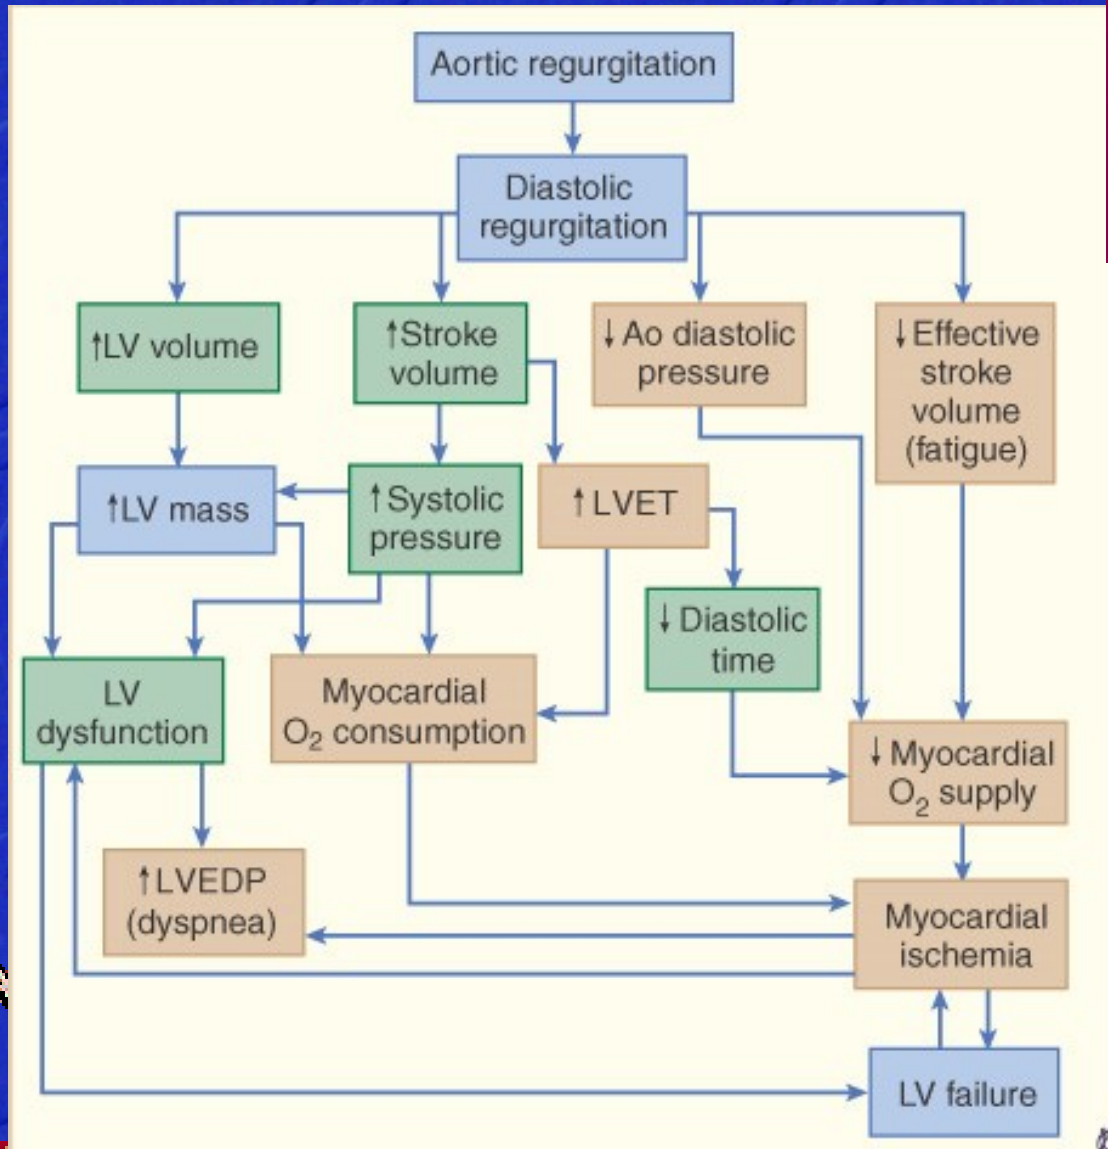 Aortic regurgitation
Diastolic
regurgitation
↑LV volume
↑Stroke
volume
↓Ao diastolic
pressure
↓Effective
stroke
volume
(fatigue)
↑LV mass
↑Systolic
pressure
↑LVET
↓Diastolic
time
LV
dysfunction
Myocardial
O₂ consumption
↓Myocardial
O₂ supply
↑LVEDP
(dyspnea)
Myocardial
ischemia
LV failure